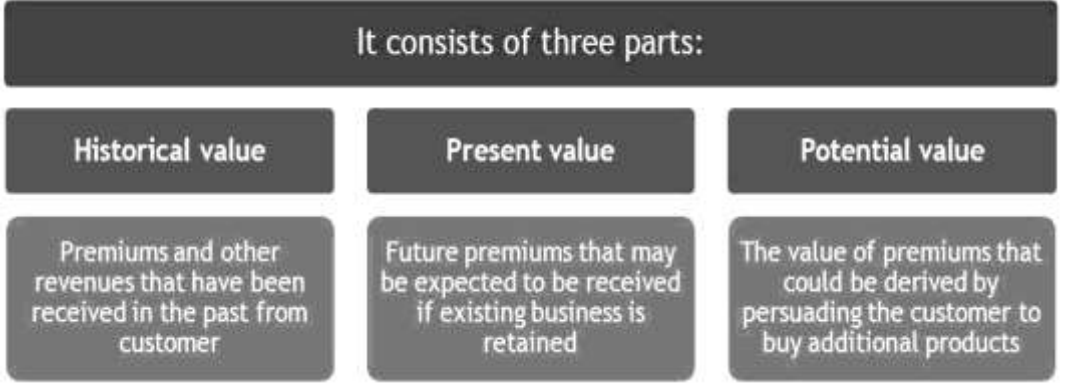 It consists of three parts:
Historical value
Present value
Potential value
Premiums and other
revenues that have been
received in the past from
customer
Future premiums that may
be expected to be received
if existing business is
retained
The value of premiums that
could be derived by
persuading the customer to
buy additional products